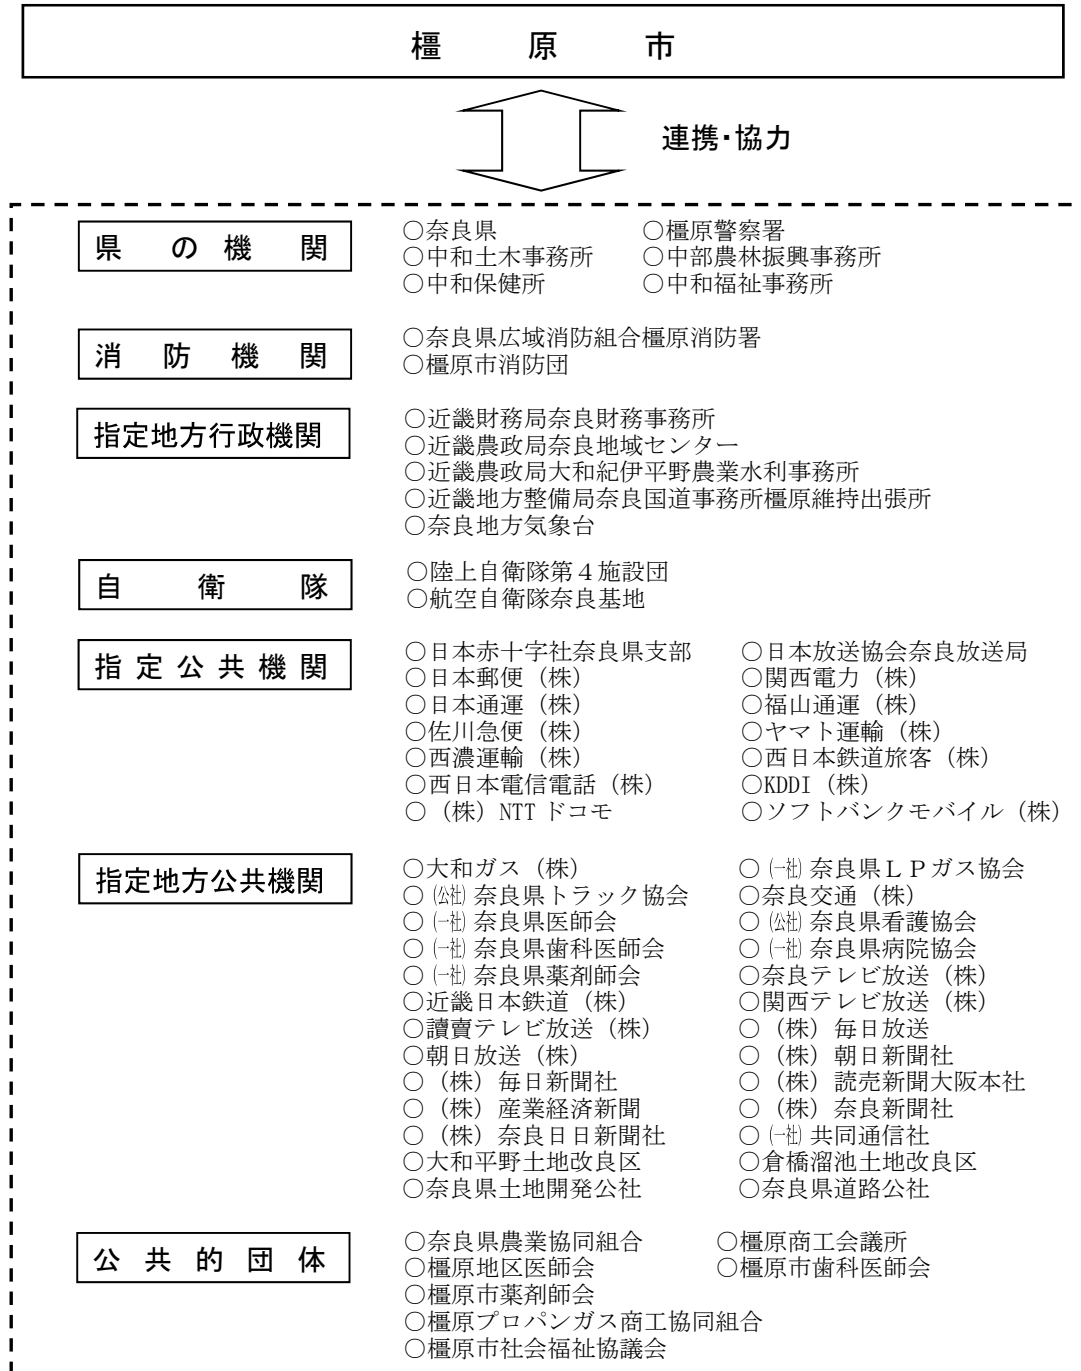 橿原市
連携・協力
県の機関
○奈良県 ○橿原警察署
○中和土木事務所 ○中部農林振興事務所
○中和保健所 ○中和福祉事務所
消防機関
○奈良県広域消防組合橿原消防署
○橿原市消防団
指定地方行政機関
○近畿財務局奈良財務事務所
○近畿農政局奈良地域センター
○近畿農政局大和紀伊平野農業水利事務所
○近畿地方整備局奈良国道事務所橿原維持出張所
○奈良地方気象台
自衛隊
○陸上自衛隊第4施設団
○航空自衛隊奈良基地
指定公共機関
○日本赤十字社奈良県支部 ○日本放送協会奈良放送局
○日本郵便（株） ○関西電力（株）
○日本通運（株） ○福山通運（株）
○佐川急便（株） ○ヤマト運輸（株）
○西濃運輸（株） ○西日本鉄道旅客（株）
○西日本電信電話（株） ○KDDI（株）
○（株）NTTドコモ ○ソフトバンクモバイル（株）
指定地方公共機関
○大和ガス（株） ○(一社)奈良県ＬＰガス協会
○(公社)奈良県トラック協会 ○奈良交通（株）
○(一社)奈良県医師会 ○(公社)奈良県看護協会
○(一社)奈良県歯科医師会 ○(一社)奈良県病院協会
○(一社)奈良県薬剤師会 ○奈良テレビ放送（株）
○近畿日本鉄道（株） ○関西テレビ放送（株）
○讀賣テレビ放送（株） ○（株）毎日放送
○朝日放送（株） ○（株）朝日新聞社
○（株）毎日新聞社 ○（株）読売新聞大阪本社
○（株）産業経済新聞 ○（株）奈良新聞社
○（株）奈良日日新聞社 ○(一社)共同通信社
○大和平野土地改良区 ○倉橋溜池土地改良区
○奈良県土地開発公社 ○奈良県道路公社
公共的団体
○奈良県農業協同組合 ○橿原商工会議所
○橿原地区医師会 ○橿原市歯科医師会
○橿原市薬剤師会
○橿原プロパンガス商工協同組合
○橿原市社会福祉協議会